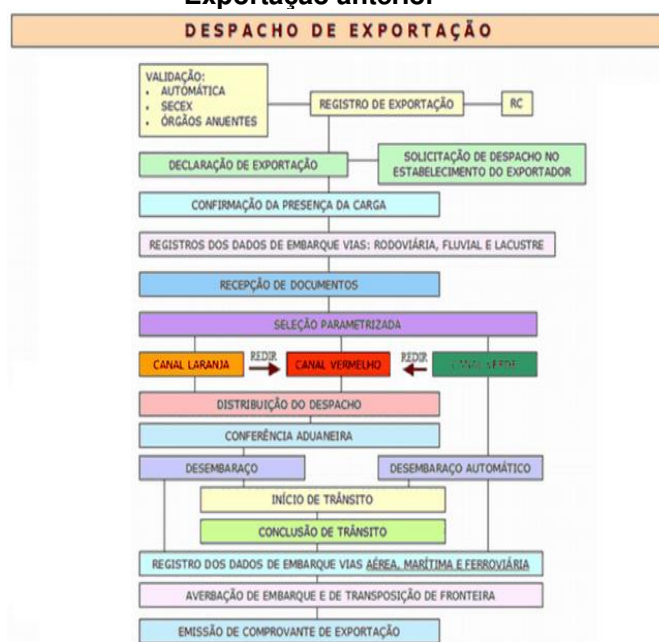 Exportação anterior
DESPACHO DE EXPORTAÇÃO
VALIDAÇÃO:
• AUTOMÁTICA
• SECEX
• ÓRGÃOS ANUENTES
REGISTRO DE EXPORTAÇÃO
RC
DECLARAÇÃO DE EXPORTAÇÃO
SOLICITAÇÃO DE DESPACHO NO
ESTABELECIMENTO DO EXPORTADOR
CONFIRMAÇÃO DA PRESENÇA DA CARGA
REGISTROS DOS DADOS DE EMBARQUE VIAS: RODOVIÁRIA, FLUVIAL E LACUSTRE
RECEPÇÃO DE DOCUMENTOS
SELEÇÃO PARAMETRIZADA
CANAL LARANJA
REDIR
CANAL VERMELHO
REDIR
CANAL VERDE
DISTRIBUIÇÃO DO DESPACHO
CONFERÊNCIA ADUANEIRA
DESEMBARAÇO
DESEMBARAÇO AUTOMÁTICO
INÍCIO DE TRÂNSITO
CONCLUSÃO DE TRÂNSITO
REGISTRO DOS DADOS DE EMBARQUE VIAS AÉREA, MARÍTIMA E FERROVIÁRIA
AVERBAÇÃO DE EMBARQUE E DE TRANSPOSIÇÃO DE FRONTEIRA
EMISSÃO DE COMPROVANTE DE EXPORTAÇÃO